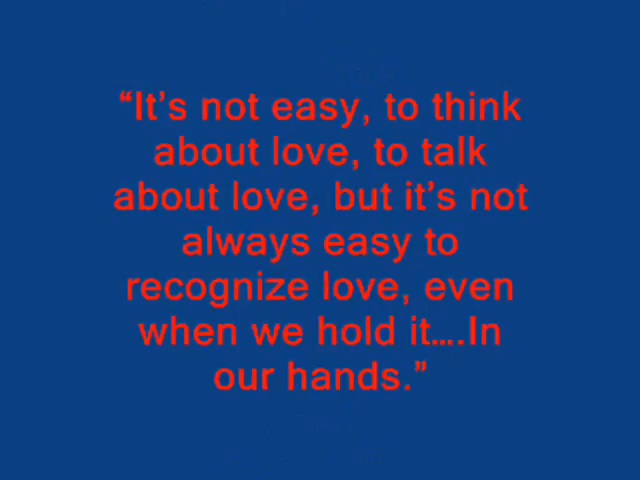 “It’s not easy, to think
about love, to talk
about love, but it’s not
always easy to
recognize love, even
when we hold it….In
our hands.”